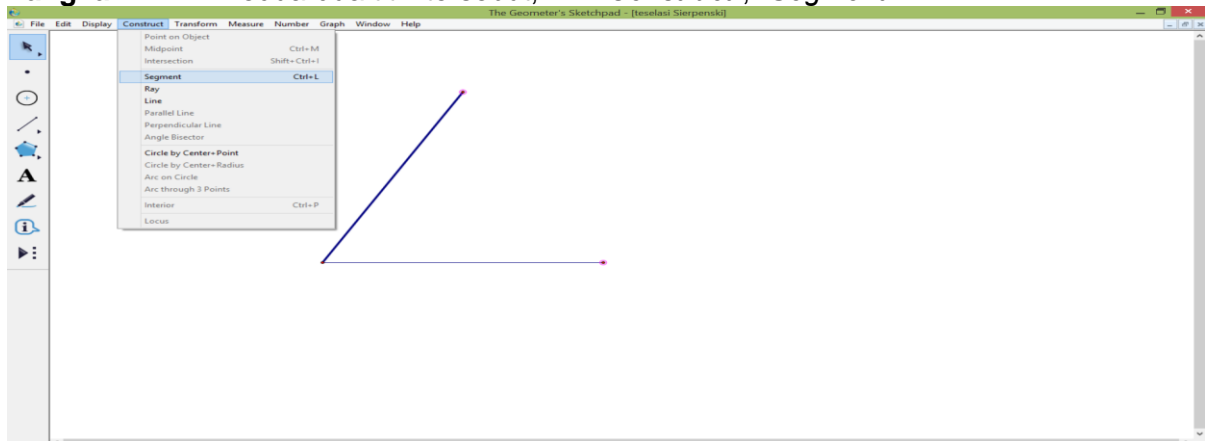 The Geometer's Sketchpad - [teselasi Sierpenski]
File Edit Display Construct Transform Measure Number Graph Window Help
Point on Object
Midpoint Ctrl+M
Intersection Shift+Ctrl+I
Segment Ctrl+L
Ray
Line
Parallel Line
Perpendicular Line
Angle Bisector
Circle by Center+Point
Circle by Center+Radius
Arc on Circle
Arc through 3 Points
Interior Ctrl+P
Locus
A